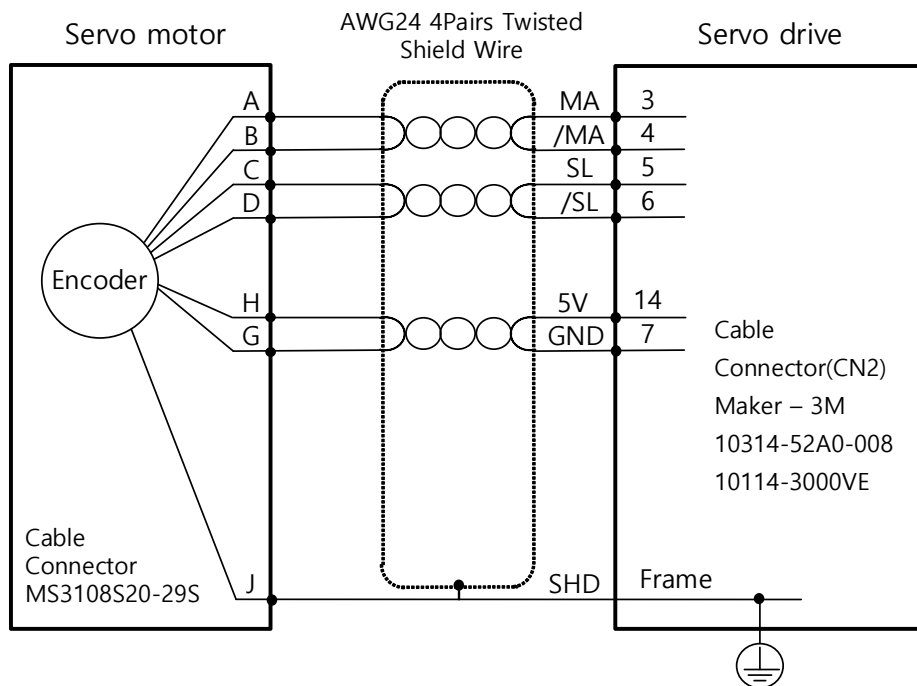 Servo motor
AWG24 4Pairs Twisted
Shield Wire
Servo drive
A
MA
3
B
/MA
4
C
SL
5
D
/SL
6
Encoder
H
5V
14
G
GND
7
Cable
Connector(CN2)
Maker – 3M
10314-52A0-008
10114-3000VE
Cable
Connector
MS3108S20-29S
J
SHD
Frame